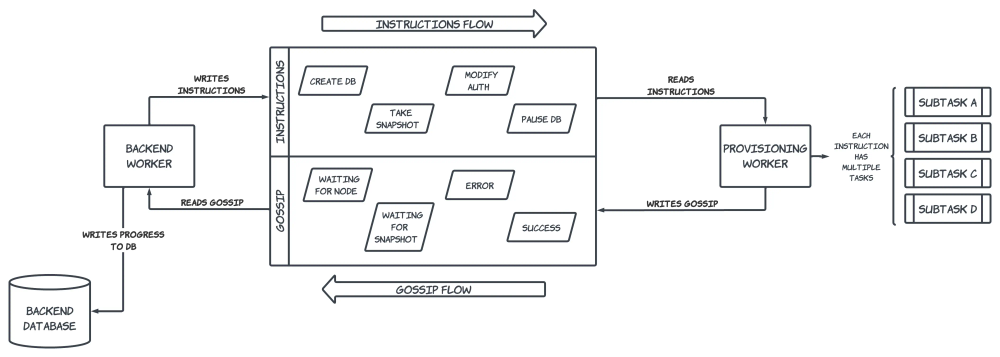 INSTRUCTIONS FLOW
INSTRUCTIONS
CREATE DB
MODIFY
AUTH
TAKE
SNAPSHOT
PAUSE DB
WRITES
INSTRUCTIONS
READS
INSTRUCTIONS
BACKEND
WORKER
PROVISIONING
WORKER
EACH
INSTRUCTION
HAS
MULTIPLE
TASKS
SUBTASK A
SUBTASK B
SUBTASK C
SUBTASK D
GOSSIP
WAITING
FOR NODE
ERROR
WAITING
FOR
SNAPSHOT
SUCCESS
READS GOSSIP
WRITES GOSSIP
WRITES PROGRESS
TO DB
GOSSIP FLOW
BACKEND
DATABASE